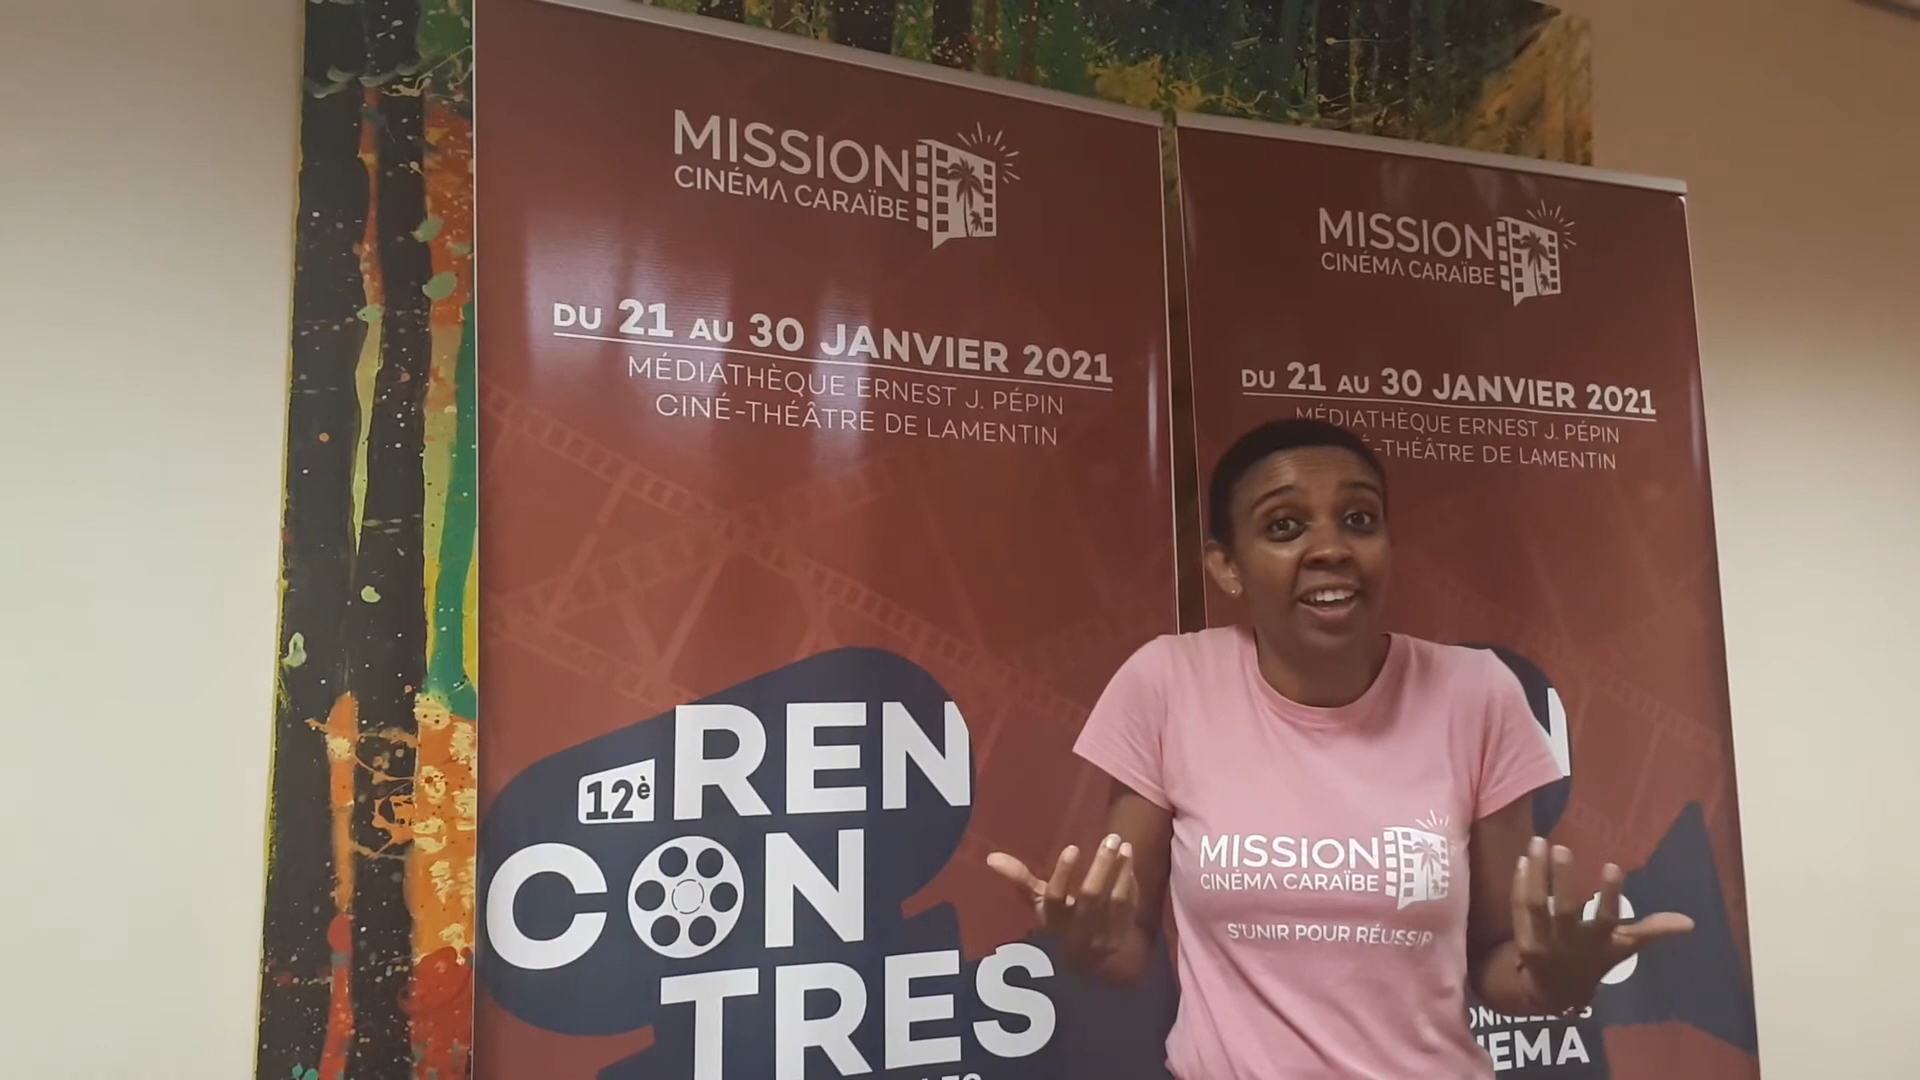 MISSION
CINÉMA CARAÏBE
DU 21 AU 30 JANVIER 2021
MÉDIATHÈQUE ERNEST J. PÉPIN
CINÉ-THÉÂTRE DE LAMENTIN
12è REN
CON
TRES
MISSION
CINÉMA CARAÏBE
DU 21 AU 30 JANVIER 2021
MÉDIATHÈQUE ERNEST J. PÉPIN
-THÉÂTRE DE LAMENTIN
MISSION
CINÉMA CARAÏBE
S'UNIR POUR RÉUSSIR